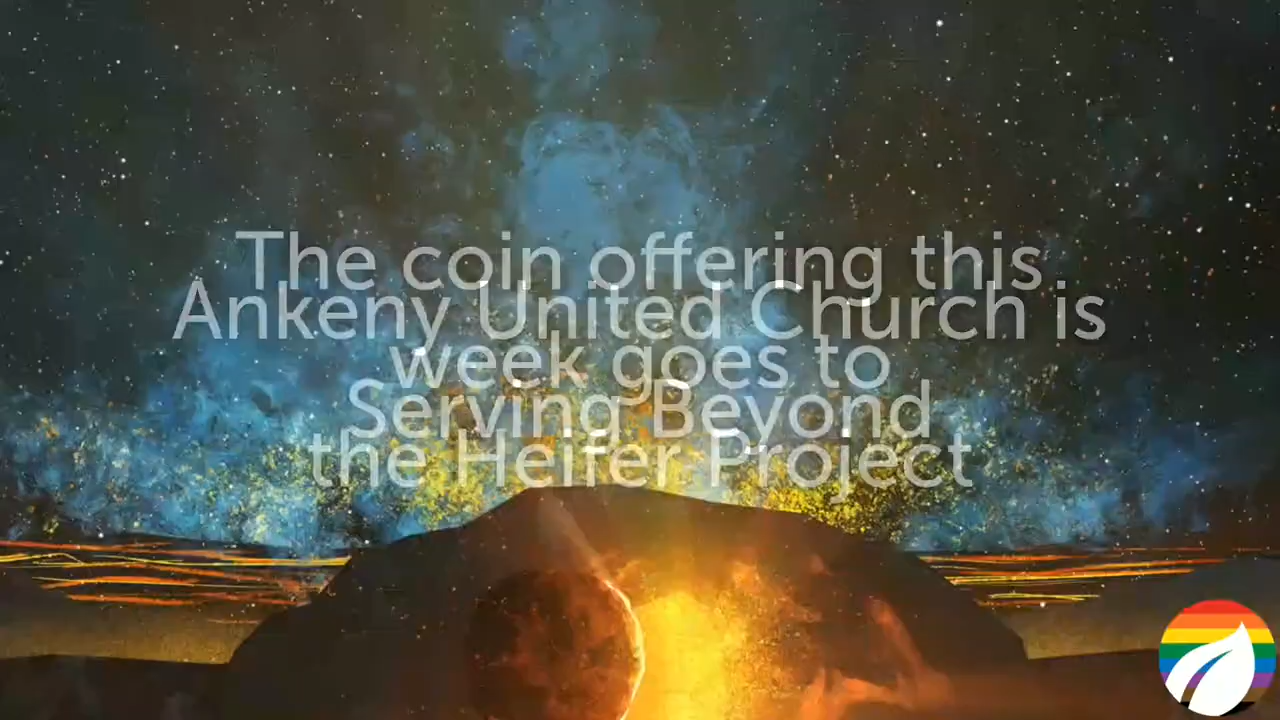 The coin offering this
Ankeny United Church is
week goes to
Serving Beyond
the Heifer Project